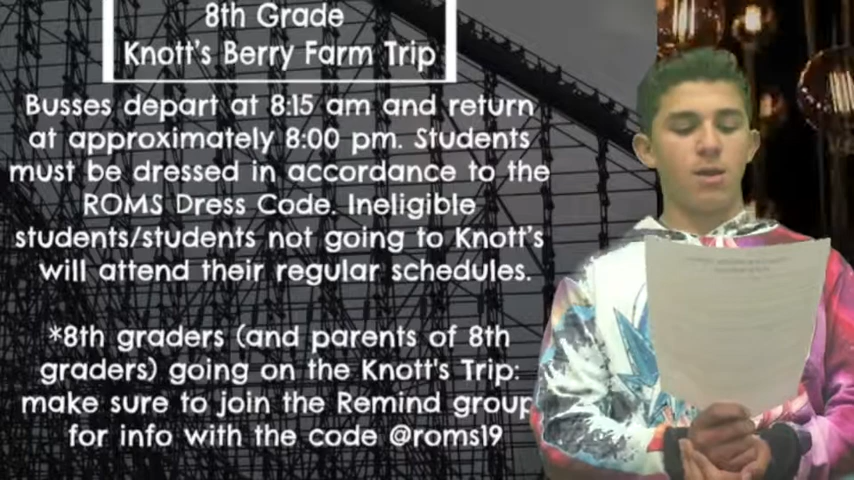 8th Grade
Knott's Berry Farm Trip
Busses depart at 8:15 am and return
at approximately 8:00 pm. Students
must be dressed in accordance to the
ROMS Dress Code. Ineligible
students/students not going to Knott's
will attend their regular schedules.
*8th graders (and parents of 8th
graders) going on the Knott's Trip:
make sure to join the Remind group
for info with the code @roms19